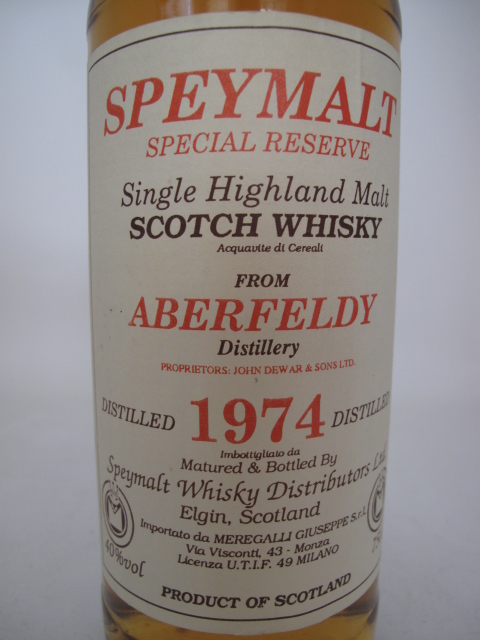 SPEYMALT
SPECIAL RESERVE
Single Highland Malt
SCOTCH WHISKY
Acquavite di Cereali
FROM
ABERFELDY
Distillery
PROPRIETORS: JOHN DEWAR & SONS LTD.
DISTILLED 1974 DISTILLED
Imbottigliato da
Matured & Bottled By
Speymalt Whisky Distributors Ltd.
Elgin, Scotland
Importato da MEREGALLI GIUSEPPE S.r.l.
Via Visconti, 43 - Monza
Licenza U.T.I.F. 49 MILANO
40%vol
PRODUCT OF SCOTLAND